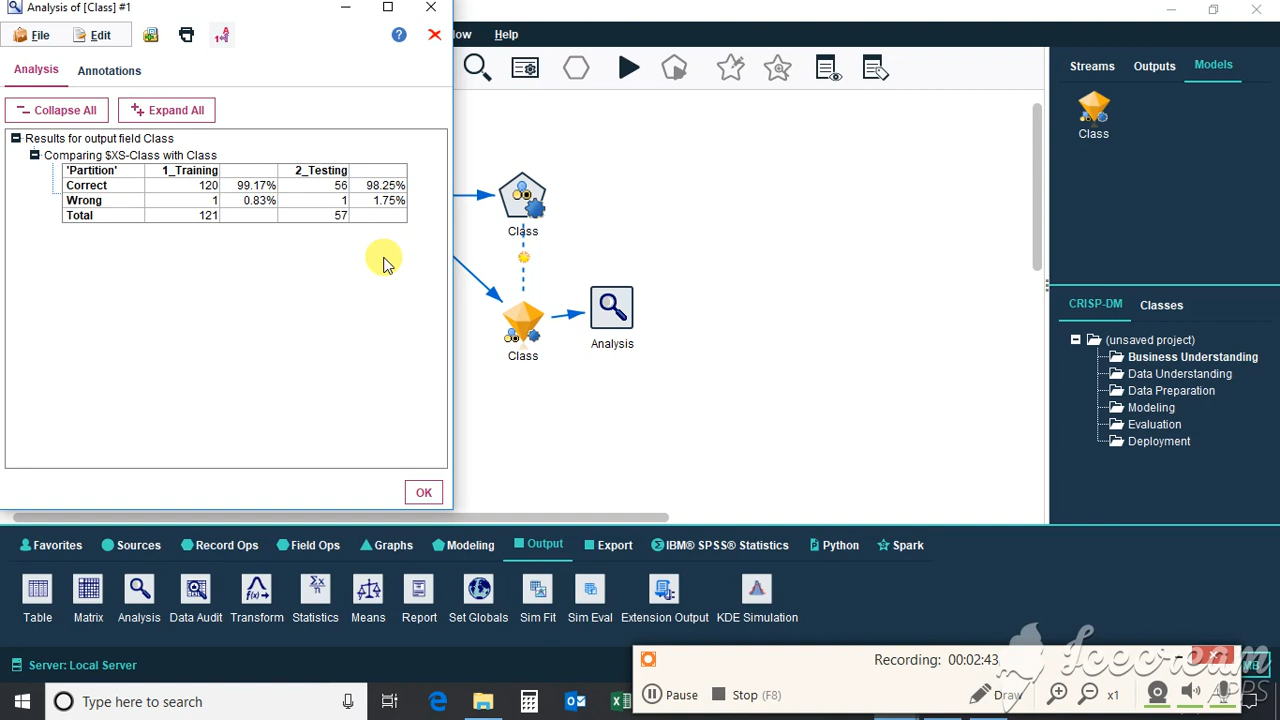 Analysis of [Class] #1
File Edit
Analysis Annotations
Collapse All Expand All
Results for output field Class
Comparing $XS-Class with Class
'Partition' 1_Training 2_Testing
Correct 120 99.17% 56 98.25%
Wrong 1 0.83% 1 1.75%
Total 121 57
OK
Help
Class
Class
Analysis
Streams Outputs Models
Class
CRISP-DM Classes
(unsaved project)
Business Understanding
Data Understanding
Data Preparation
Modeling
Evaluation
Deployment
Favorites Sources Record Ops Field Ops Graphs Modeling Output Export IBM® SPSS® Statistics Python Spark
Table Matrix Analysis Data Audit Transform Statistics Means Report Set Globals Sim Fit Sim Eval Extension Output KDE Simulation
Server: Local Server
Recording: 00:02:43
Pause Stop (F8) Draw x1
Icecream
APPS
MB
Type here to search